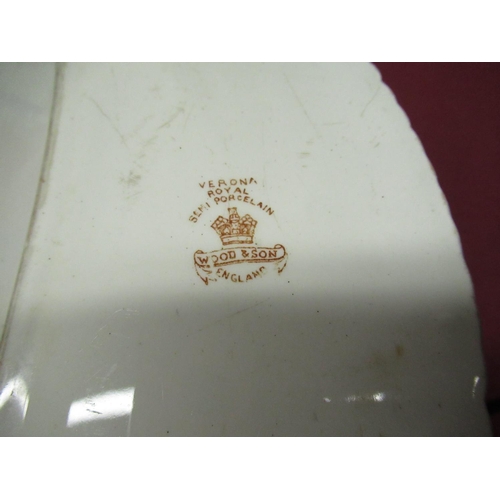 VERONA
ROYAL
SEMI PORCELAIN
WOOD & SON
ENGLAND